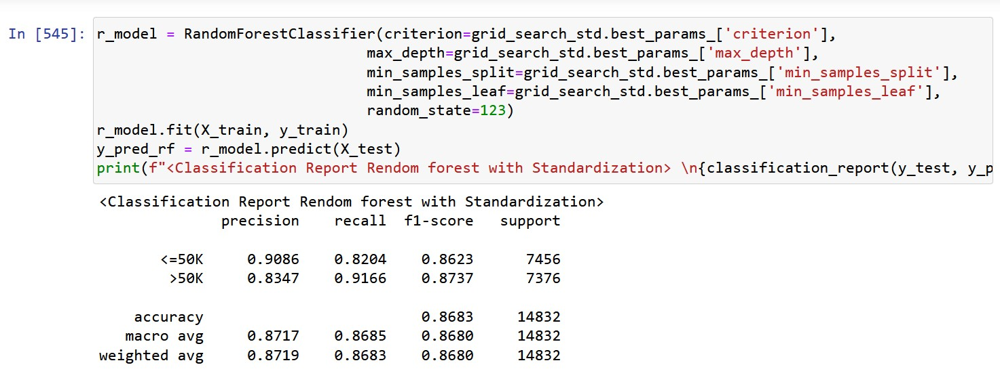 In [545]: r_model = RandomForestClassifier(criterion=grid_search_std.best_params_['criterion'],
max_depth=grid_search_std.best_params_['max_depth'],
min_samples_split=grid_search_std.best_params_['min_samples_split'],
min_samples_leaf=grid_search_std.best_params_['min_samples_leaf'],
random_state=123)
r_model.fit(X_train, y_train)
y_pred_rf = r_model.predict(X_test)
print(f"<Classification Report Rendom forest with Standardization> \n{classification_report(y_test, y_p
<Classification Report Rendom forest with Standardization>
precision recall f1-score support
<=50K 0.9086 0.8204 0.8623 7456
>50K 0.8347 0.9166 0.8737 7376
accuracy 0.8683 14832
macro avg 0.8717 0.8685 0.8680 14832
weighted avg 0.8719 0.8683 0.8680 14832